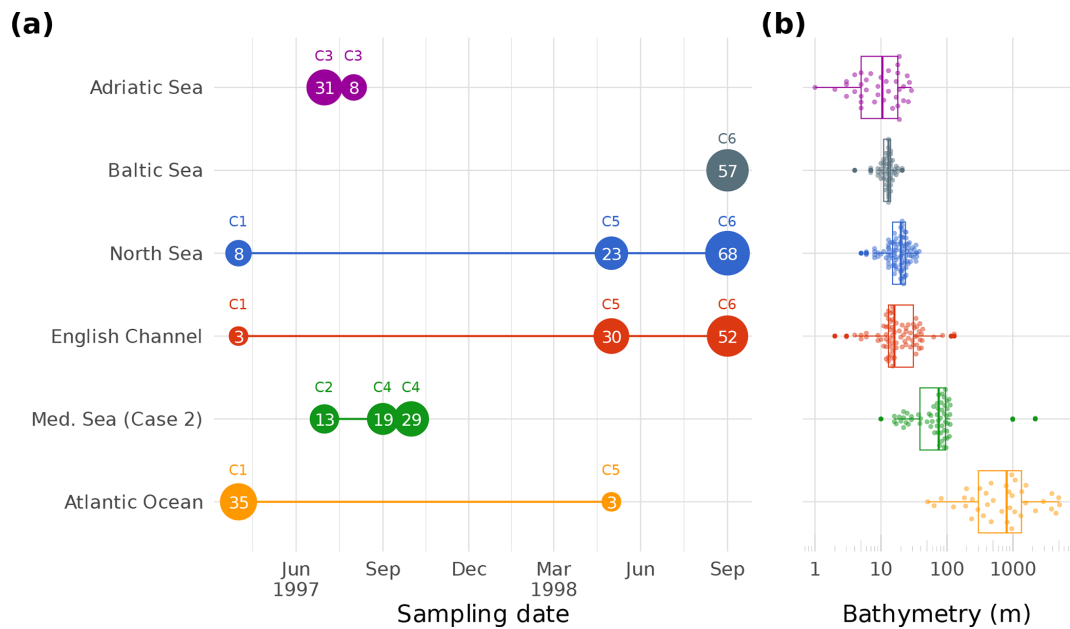 (a)
(b)
C3 C3
Adriatic Sea 31 8
C6
Baltic Sea 57
C1 C5 C6
North Sea 8 23 68
C1 C5 C6
English Channel 3 30 52
C2 C4 C4
Med. Sea (Case 2) 13 19 29
C1 C5
Atlantic Ocean 35 3
Jun Sep Dec Mar Jun Sep
1997 1998
Sampling date
1 10 100 1000
Bathymetry (m)